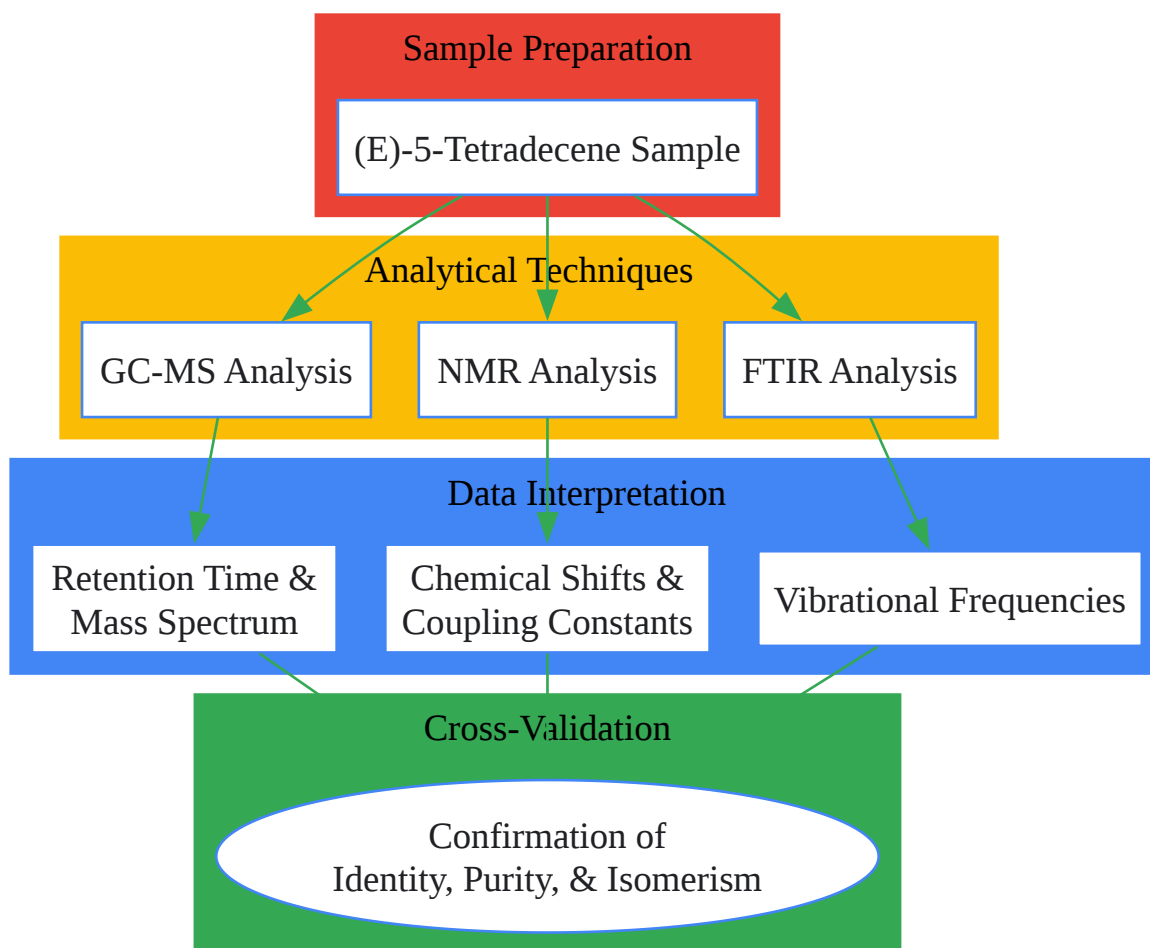 Sample Preparation
(E)-5-Tetradecene Sample
Analytical Techniques
GC-MS Analysis
NMR Analysis
FTIR Analysis
Data Interpretation
Retention Time &
Mass Spectrum
Chemical Shifts &
Coupling Constants
Vibrational Frequencies
Cross-Validation
Confirmation of
Identity, Purity, & Isomerism